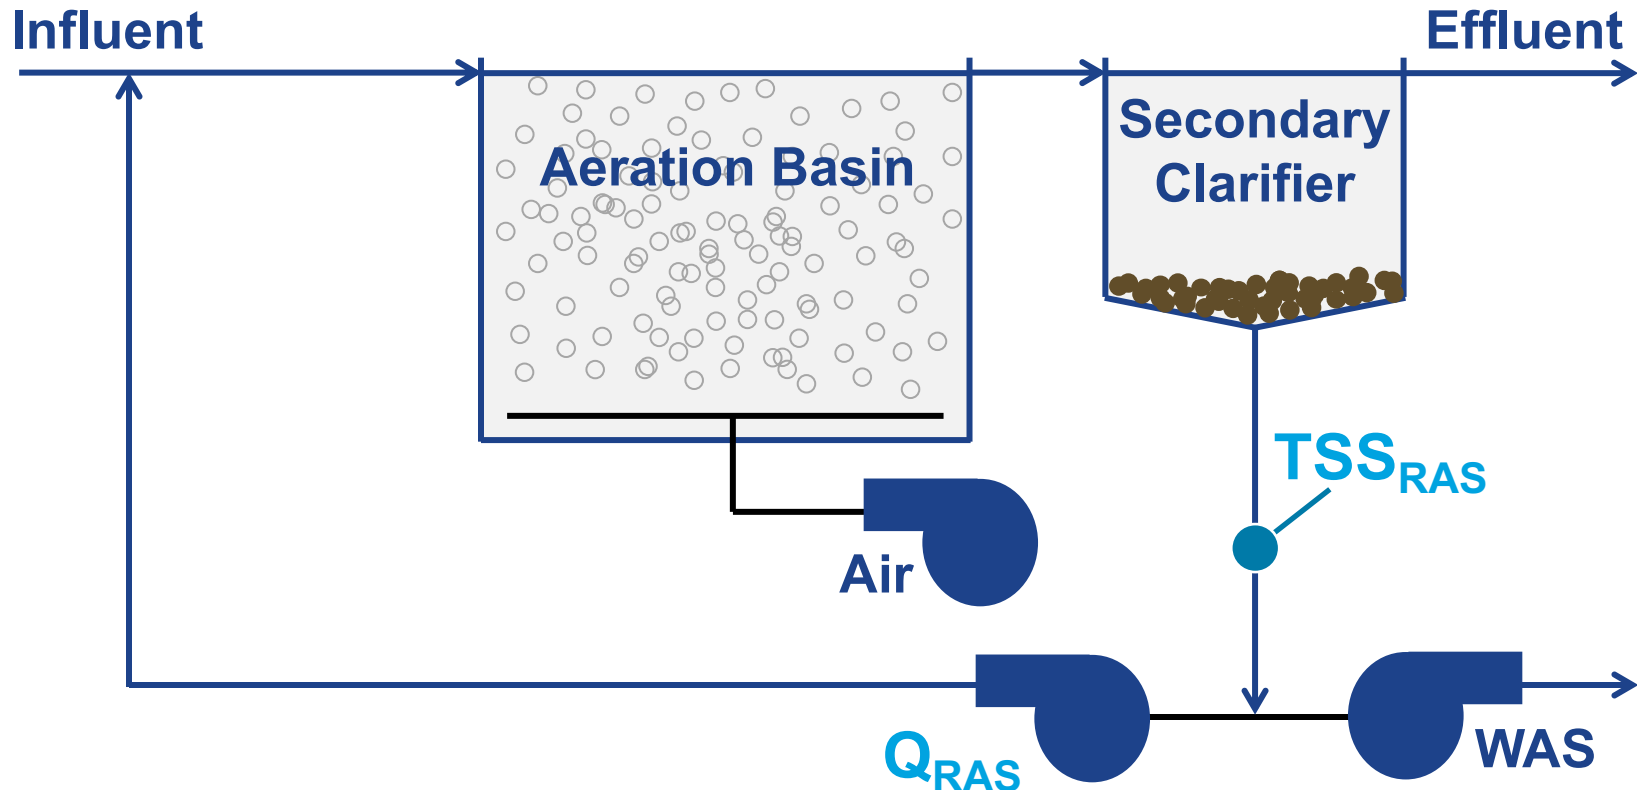 Influent
Effluent
Aeration Basin
Secondary
Clarifier
TSSRAS
Air
QRAS
WAS